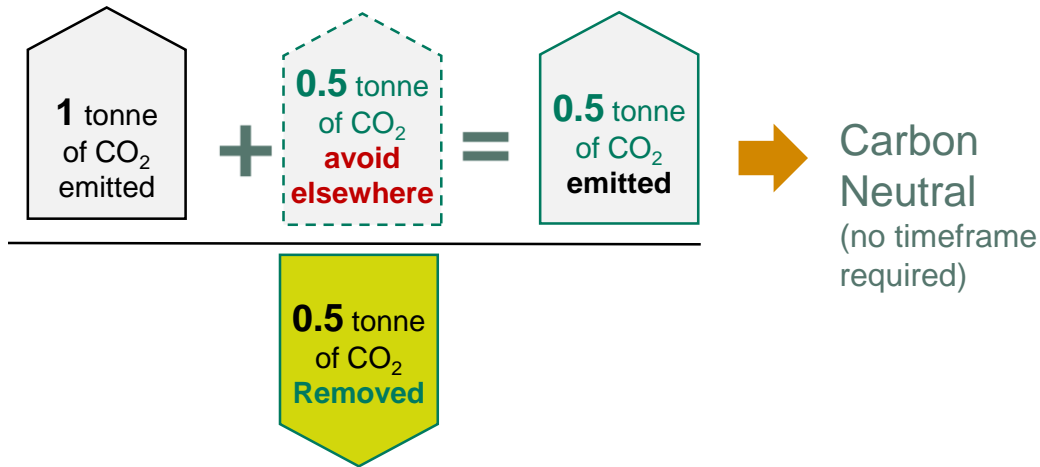 1 tonne
of CO₂
emitted
+
0.5 tonne
of CO₂
avoid
elsewhere
=
0.5 tonne
of CO₂
emitted
Carbon
Neutral
(no timeframe
required)
0.5 tonne
of CO₂
Removed